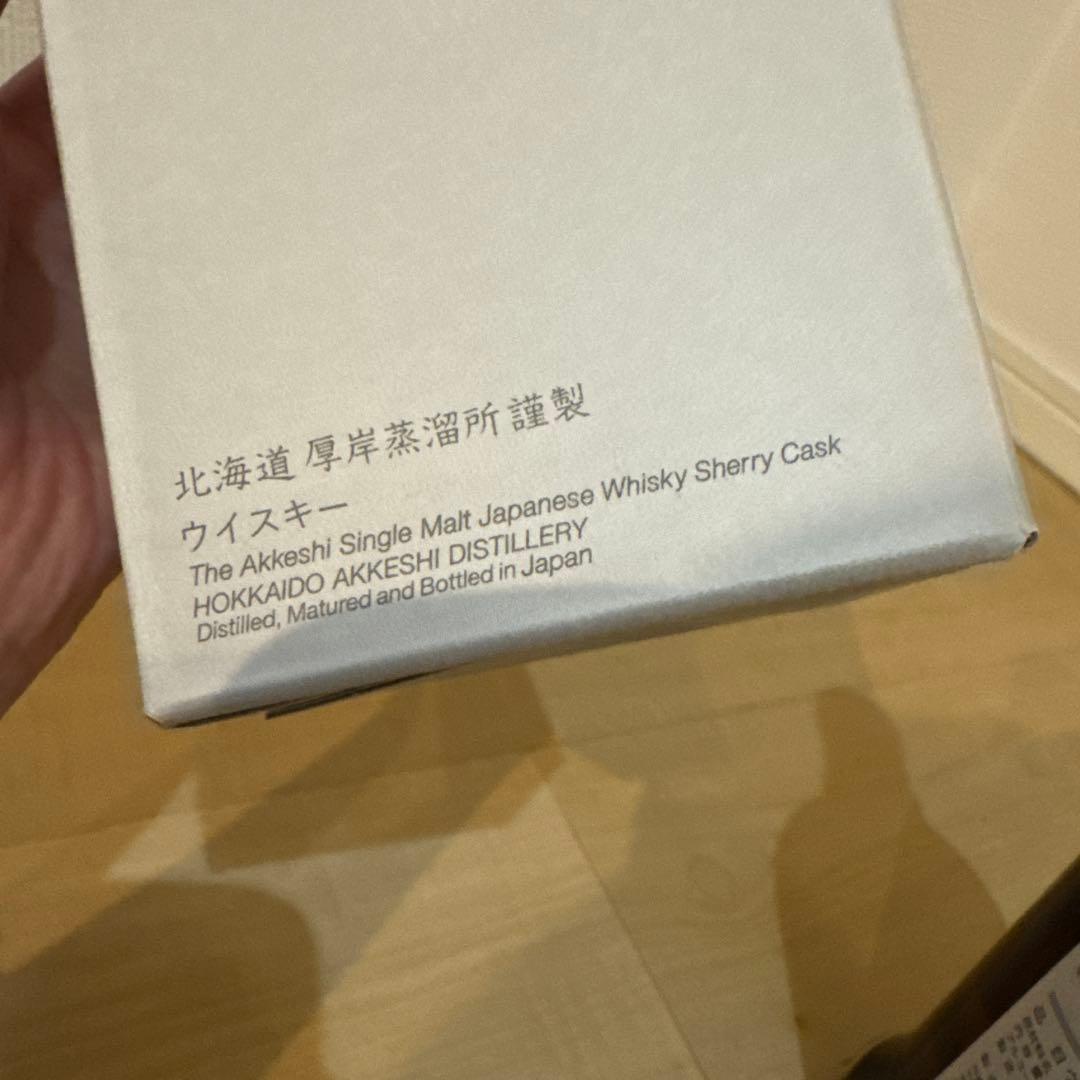 北海道 厚岸蒸溜所 謹製
ウイスキー
The Akkeshi Single Malt Japanese Whisky Sherry Cask
HOKKAIDO AKKESHI DISTILLERY
Distilled, Matured and Bottled in Japan